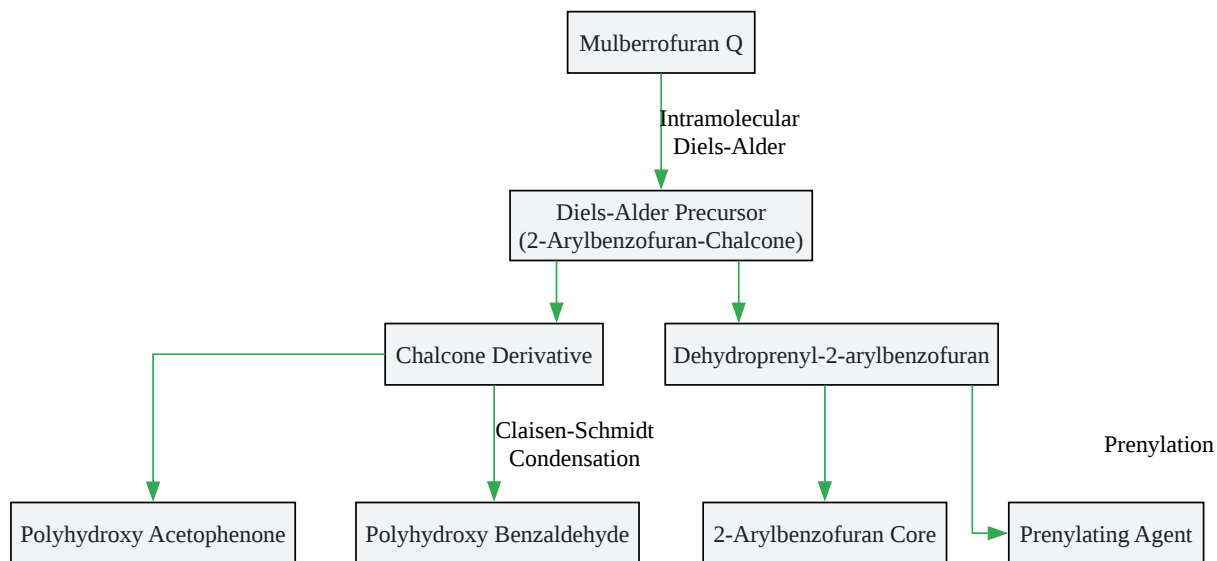 Mulberrofuran Q
Intramolecular
Diels-Alder
Diels-Alder Precursor
(2-Arylbenzofuran-Chalcone)
Chalcone Derivative
Dehydroprenyl-2-arylbenzofuran
Claisen-Schmidt
Condensation
Prenylation
Polyhydroxy Acetophenone
Polyhydroxy Benzaldehyde
2-Arylbenzofuran Core
Prenylating Agent